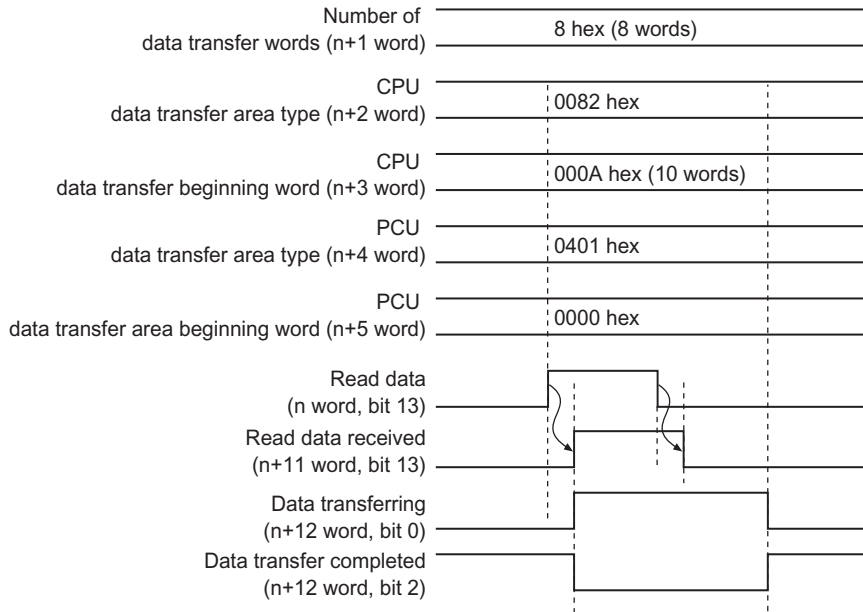 Number of
data transfer words (n+1 word)
8 hex (8 words)
CPU
data transfer area type (n+2 word)
0082 hex
CPU
data transfer beginning word (n+3 word)
000A hex (10 words)
PCU
data transfer area type (n+4 word)
0401 hex
PCU
data transfer area beginning word (n+5 word)
0000 hex
Read data
(n word, bit 13)
Read data received
(n+11 word, bit 13)
Data transferring
(n+12 word, bit 0)
Data transfer completed
(n+12 word, bit 2)